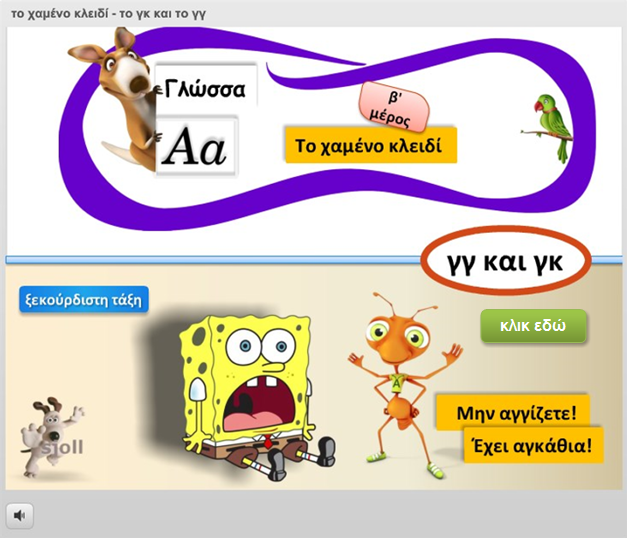 το χαμένο κλειδί - το γκ και το γγ
Γλώσσα
Αα
β'
μέρος
Το χαμένο κλειδί
γγ και γκ
ξεκούρδιστη τάξη
κλικ εδώ
Μην αγγίζετε!
Έχει αγκάθια!
sjoll